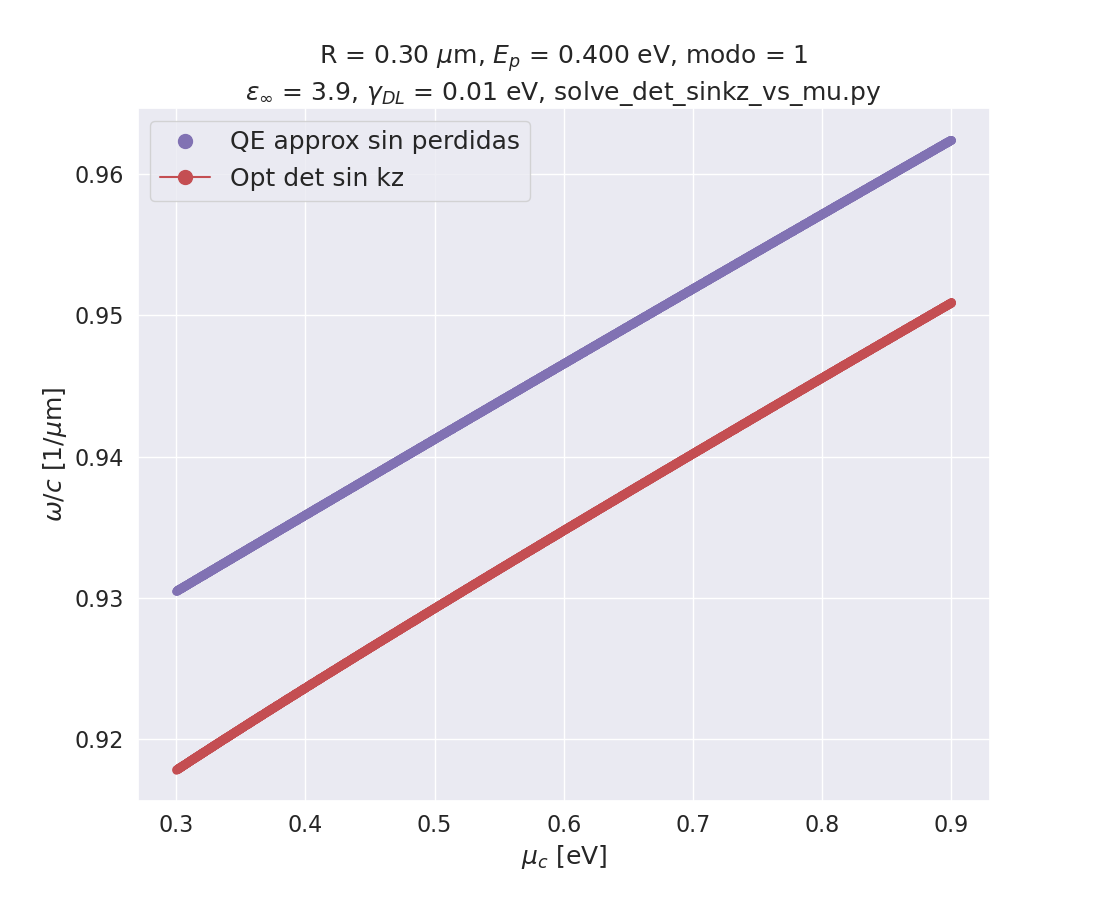 R = 0.30 μm, E_p = 0.400 eV, modo = 1
ε_∞ = 3.9, γ_DL = 0.01 eV, solve_det_sinkz_vs_mu.py
QE approx sin perdidas
Opt det sin kz
0.96
0.95
0.94
0.93
0.92
ω/c [1/μm]
0.3 0.4 0.5 0.6 0.7 0.8 0.9
μ_c [eV]